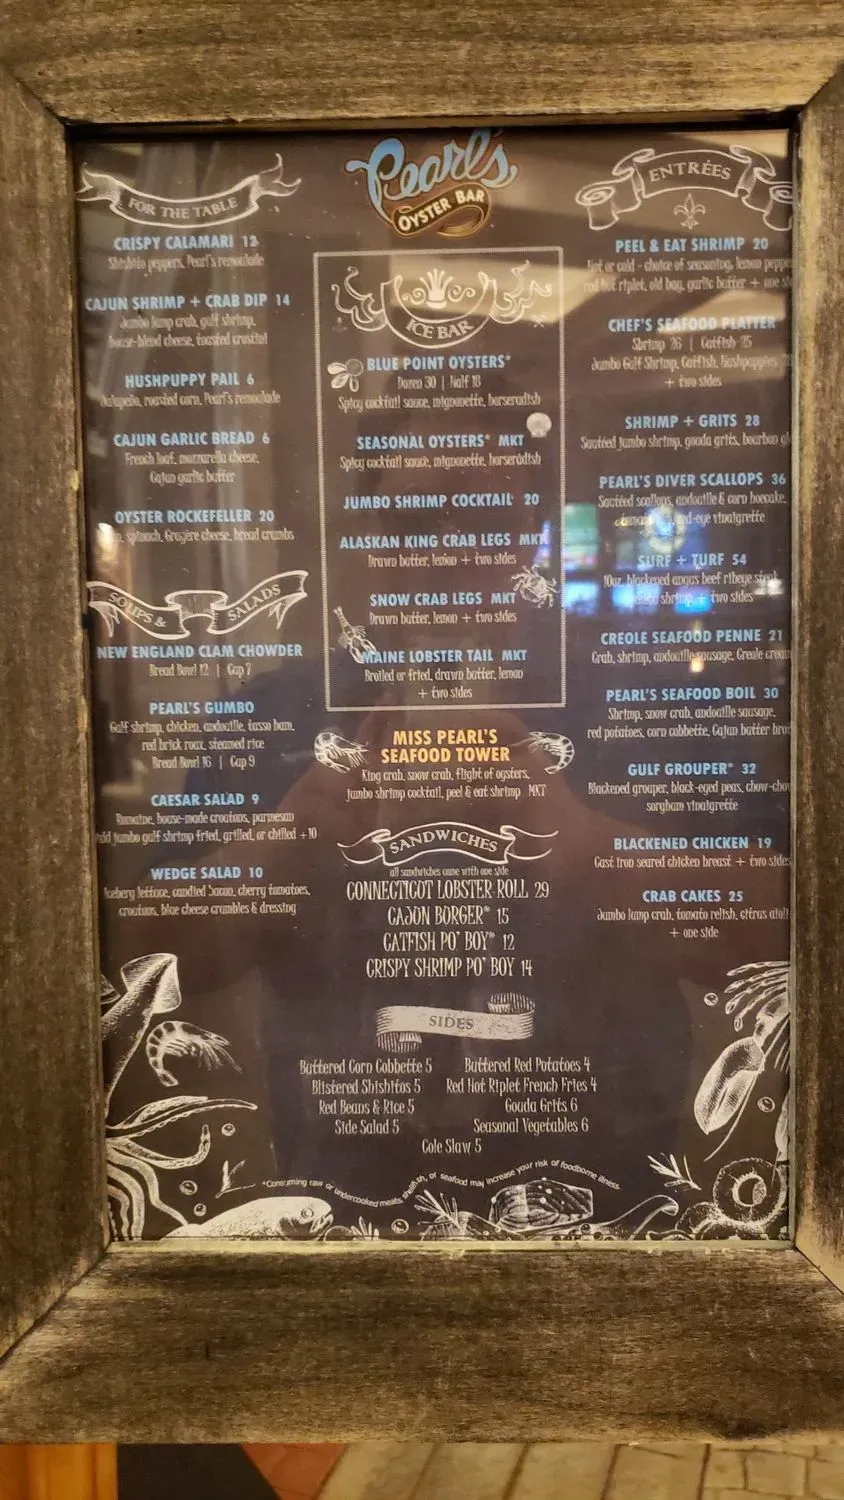 Pearl's
OYSTER BAR
FOR THE TABLE
CRISPY CALAMARI 12
Shishito peppers, Pearl's remoulade
CAJUN SHRIMP + CRAB DIP 14
Jumbo lump crab, gulf shrimp,
house-blend cheese, toasted crostini
HUSHPUPPY PAIL 6
Jalapeño, roasted corn, Pearl's remoulade
CAJUN GARLIC BREAD 6
French loaf, mozzarella cheese,
Cajun garlic butter
OYSTER ROCKEFELLER 20
spinach, Gruyère cheese, bread crumbs
SOUPS & SALADS
NEW ENGLAND CLAM CHOWDER
Bread Bowl 12 | Cup 7
PEARL'S GUMBO
Gulf shrimp, chicken, andouille, tasso ham,
red brick roux, steamed rice
Bread Bowl 16 | Cup 9
CAESAR SALAD 9
Romaine, house-made croutons, parmesan
add jumbo gulf shrimp fried, grilled, or chilled +10
WEDGE SALAD 10
Iceberg lettuce, candied bacon, cherry tomatoes,
croutons, blue cheese crumbles & dressing
ICE BAR
BLUE POINT OYSTERS*
Dozen 30 | Half 18
Spicy cocktail sauce, mignonette, horseradish
SEASONAL OYSTERS* MKT
Spicy cocktail sauce, mignonette, horseradish
JUMBO SHRIMP COCKTAIL 20
ALASKAN KING CRAB LEGS MKT
Drawn butter, lemon + two sides
SNOW CRAB LEGS MKT
Drawn butter, lemon + two sides
MAINE LOBSTER TAIL MKT
Broiled or fried, drawn butter, lemon
+ two sides
MISS PEARL'S
SEAFOOD TOWER
King crab, snow crab, flight of oysters,
jumbo shrimp cocktail, peel & eat shrimp MKT
SANDWICHES
all sandwiches come with one side
CONNECTICUT LOBSTER ROLL 29
CAJUN BURGER* 15
CATFISH PO' BOY* 12
CRISPY SHRIMP PO' BOY 14
ENTRÉES
PEEL & EAT SHRIMP 20
Hot or cold - choice of seasoning, lemon peppe
red hot riplet, old bay, garlic butter + one si
CHEF'S SEAFOOD PLATTER
Shrimp 26 | Catfish 25
Jumbo Gulf Shrimp, Catfish, Hushpuppies,
+ two sides
SHRIMP + GRITS 28
Sautéed jumbo shrimp, gouda grits, bourbon gl
PEARL'S DIVER SCALLOPS 36
Sautéed scallops, andouille & corn hoecake,
tomato, red-eye vinaigrette
SURF + TURF 54
10oz. blackened angus beef ribeye steak,
shrimp, + two sides
CREOLE SEAFOOD PENNE 21
Crab, shrimp, andouille sausage, Creole crea
PEARL'S SEAFOOD BOIL 30
Shrimp, snow crab, andouille sausage,
red potatoes, corn cobbette, Cajun butter bro
GULF GROUPER* 32
Blackened grouper, black-eyed peas, chow-cho
sorghum vinaigrette
BLACKENED CHICKEN 19
Cast iron seared chicken breast + two sides
CRAB CAKES 25
Jumbo lump crab, tomato relish, citrus aioli
+ one side
SIDES
Buttered Corn Cobbette 5
Blistered Shishitos 5
Red Beans & Rice 5
Side Salad 5
Buttered Red Potatoes 4
Red Hot Riplet French Fries 4
Gouda Grits 6
Seasonal Vegetables 6
Cole Slaw 5
*Consuming raw or undercooked meats, shellfish, or seafood may increase your risk of foodborne illness.